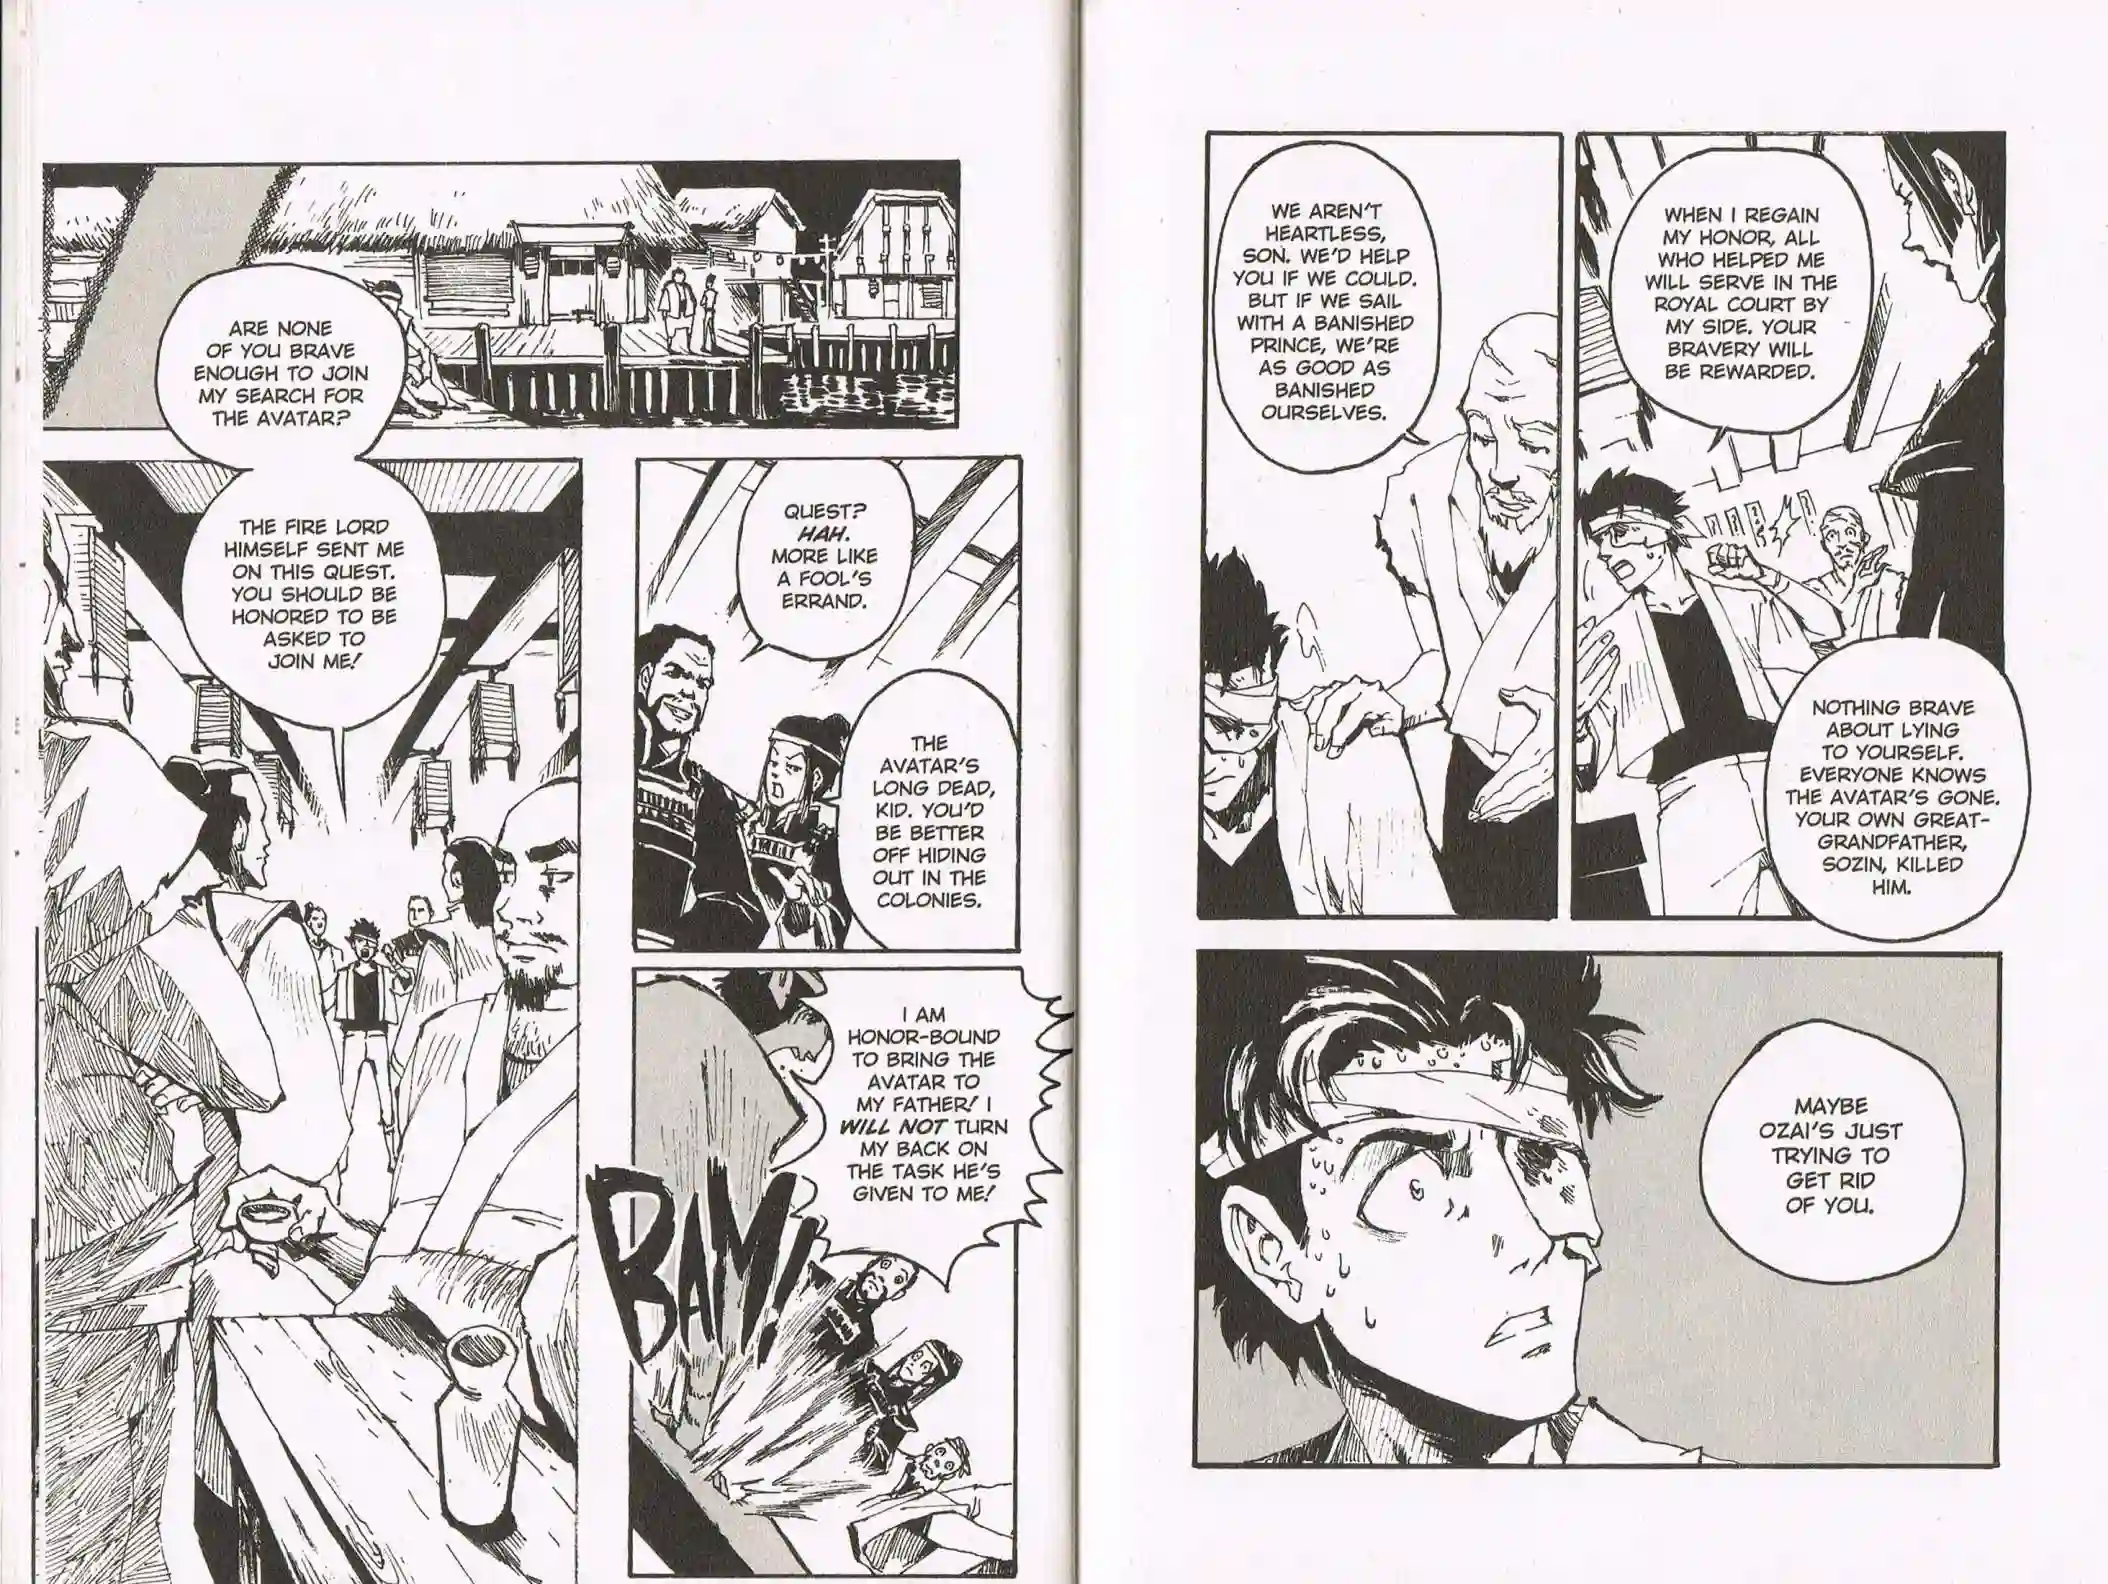 ARE NONE
OF YOU BRAVE
ENOUGH TO JOIN
MY SEARCH FOR
THE AVATAR?
THE FIRE LORD
HIMSELF SENT ME
ON THIS QUEST.
YOU SHOULD BE
HONORED TO BE
ASKED TO
JOIN ME!
QUEST?
HAH.
MORE LIKE
A FOOL'S
ERRAND.
THE
AVATAR'S
LONG DEAD,
KID. YOU'D
BE BETTER
OFF HIDING
OUT IN THE
COLONIES.
I AM
HONOR-BOUND
TO BRING THE
AVATAR TO
MY FATHER! I
WILL NOT TURN
MY BACK ON
THE TASK HE'S
GIVEN TO ME!
BAM!
WE AREN'T
HEARTLESS,
SON. WE'D HELP
YOU IF WE COULD.
BUT IF WE SAIL
WITH A BANISHED
PRINCE, WE'RE
AS GOOD AS
BANISHED
OURSELVES.
WHEN I REGAIN
MY HONOR, ALL
WHO HELPED ME
WILL SERVE IN THE
ROYAL COURT BY
MY SIDE. YOUR
BRAVERY WILL
BE REWARDED.
NOTHING BRAVE
ABOUT LYING
TO YOURSELF.
EVERYONE KNOWS
THE AVATAR'S GONE.
YOUR OWN GREAT-
GRANDFATHER,
SOZIN, KILLED
HIM.
MAYBE
OZAI'S JUST
TRYING TO
GET RID
OF YOU.